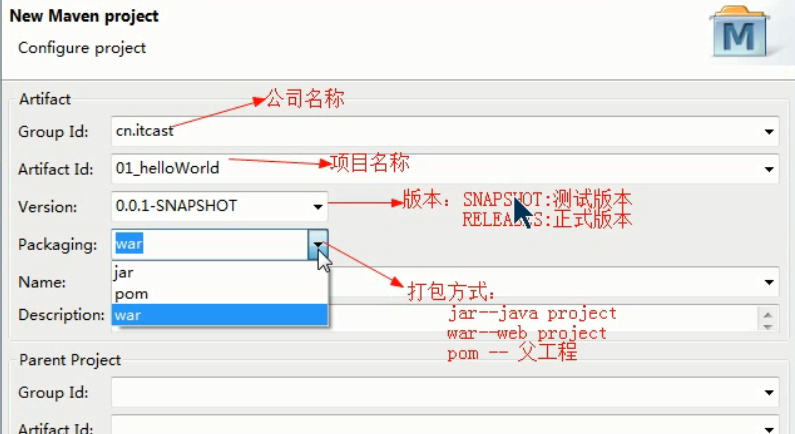 New Maven project
Configure project
M
Artifact
公司名称
Group Id: cn.itcast
Artifact Id: 01_helloWorld
项目名称
Version: 0.0.1-SNAPSHOT
版本: SNAPSHOT:测试版本
RELEASES:正式版本
Packaging: war
jar
pom
war
Name:
Description:
打包方式:
jar--java project
war--web project
pom -- 父工程
Parent Project
Group Id:
Artifact Id: